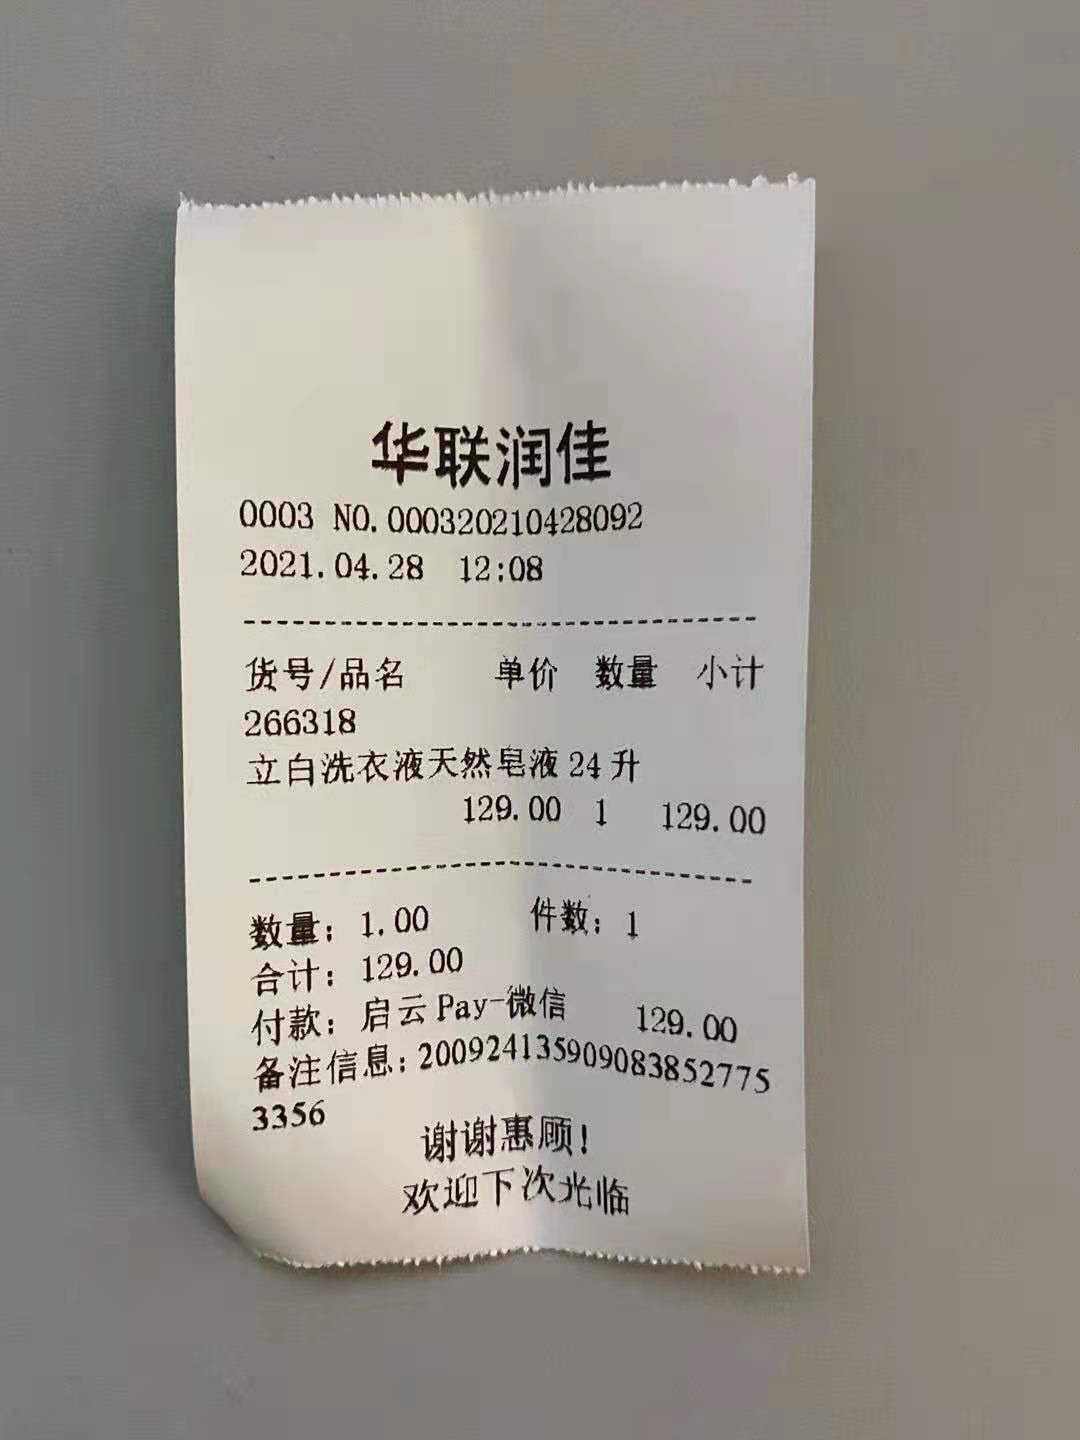 华联润佳
0003 NO.000320210428092
2021.04.28 12:08
货号/品名 单价 数量 小计
266318
立白洗衣液天然皂液24升
129.00 1 129.00
数量：1.00 件数：1
合计：129.00
付款：启云Pay-微信 129.00
备注信息：200924135909083852775
3356
谢谢惠顾！
欢迎下次光临